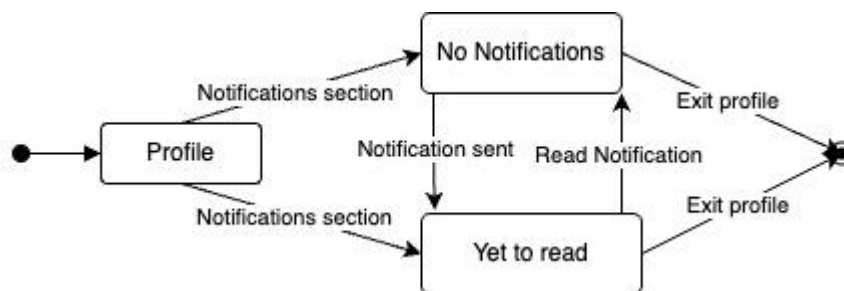 No Notifications
Notifications section
Exit profile
Profile
Notification sent
Read Notification
Notifications section
Exit profile
Yet to read